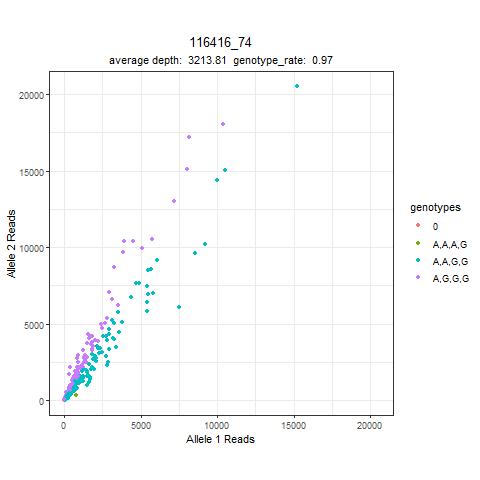 116416_74
average depth:  3213.81  genotype_rate:  0.97
20000
15000
10000
5000
0
Allele 2 Reads
0
5000
10000
15000
20000
Allele 1 Reads
genotypes
0
A,A,A,G
A,A,G,G
A,G,G,G